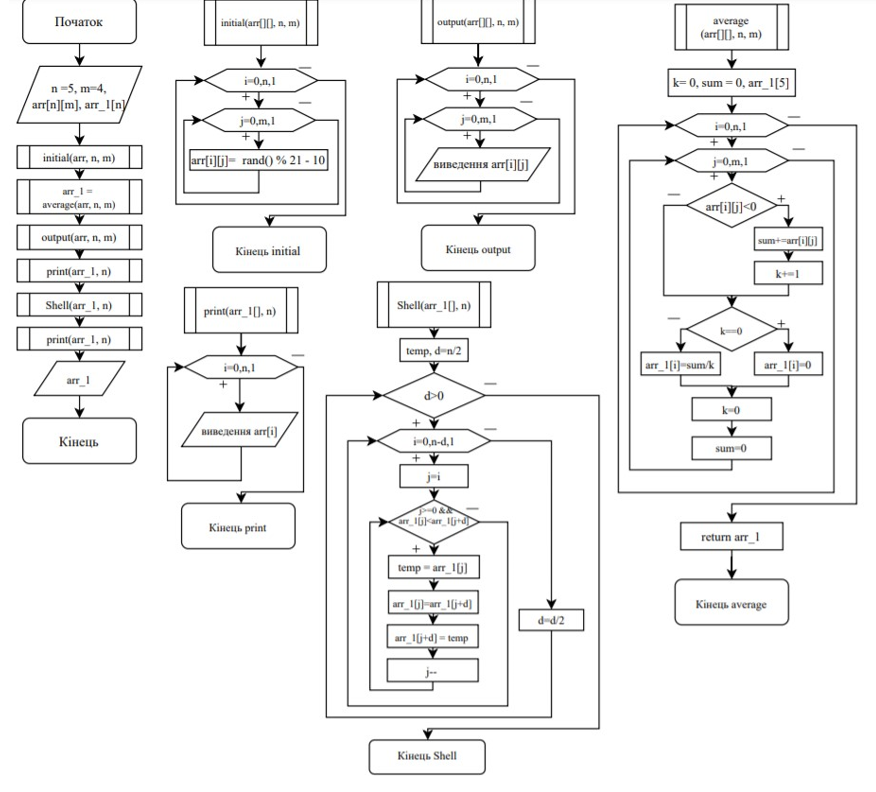 Початок
n =5, m=4,
arr[n][m], arr_1[n]
initial(arr, n, m)
arr_1 =
average(arr, n, m)
output(arr, n, m)
print(arr_1, n)
Shell(arr_1, n)
print(arr_1, n)
arr_1
Кінець
initial(arr[][], n, m)
i=0,n,1
+
j=0,m,1
+
arr[i][j]= rand() % 21 - 10
Кінець initial
output(arr[][], n, m)
i=0,n,1
+
j=0,m,1
+
виведення arr[i][j]
Кінець output
print(arr_1[], n)
i=0,n,1
+
виведення arr[i]
Кінець print
Shell(arr_1[], n)
temp, d=n/2
d>0
+
i=0,n-d,1
+
j=i
j>=0 &&
arr_1[j]<arr_1[j+d]
+
temp = arr_1[j]
arr_1[j]=arr_1[j+d]
arr_1[j+d] = temp
j--
d=d/2
Кінець Shell
average
(arr[][], n, m)
k= 0, sum = 0, arr_1[5]
i=0,n,1
+
j=0,m,1
+
arr[i][j]<0
+
sum+=arr[i][j]
k+=1
k==0
+
arr_1[i]=sum/k
arr_1[i]=0
k=0
sum=0
return arr_1
Кінець average